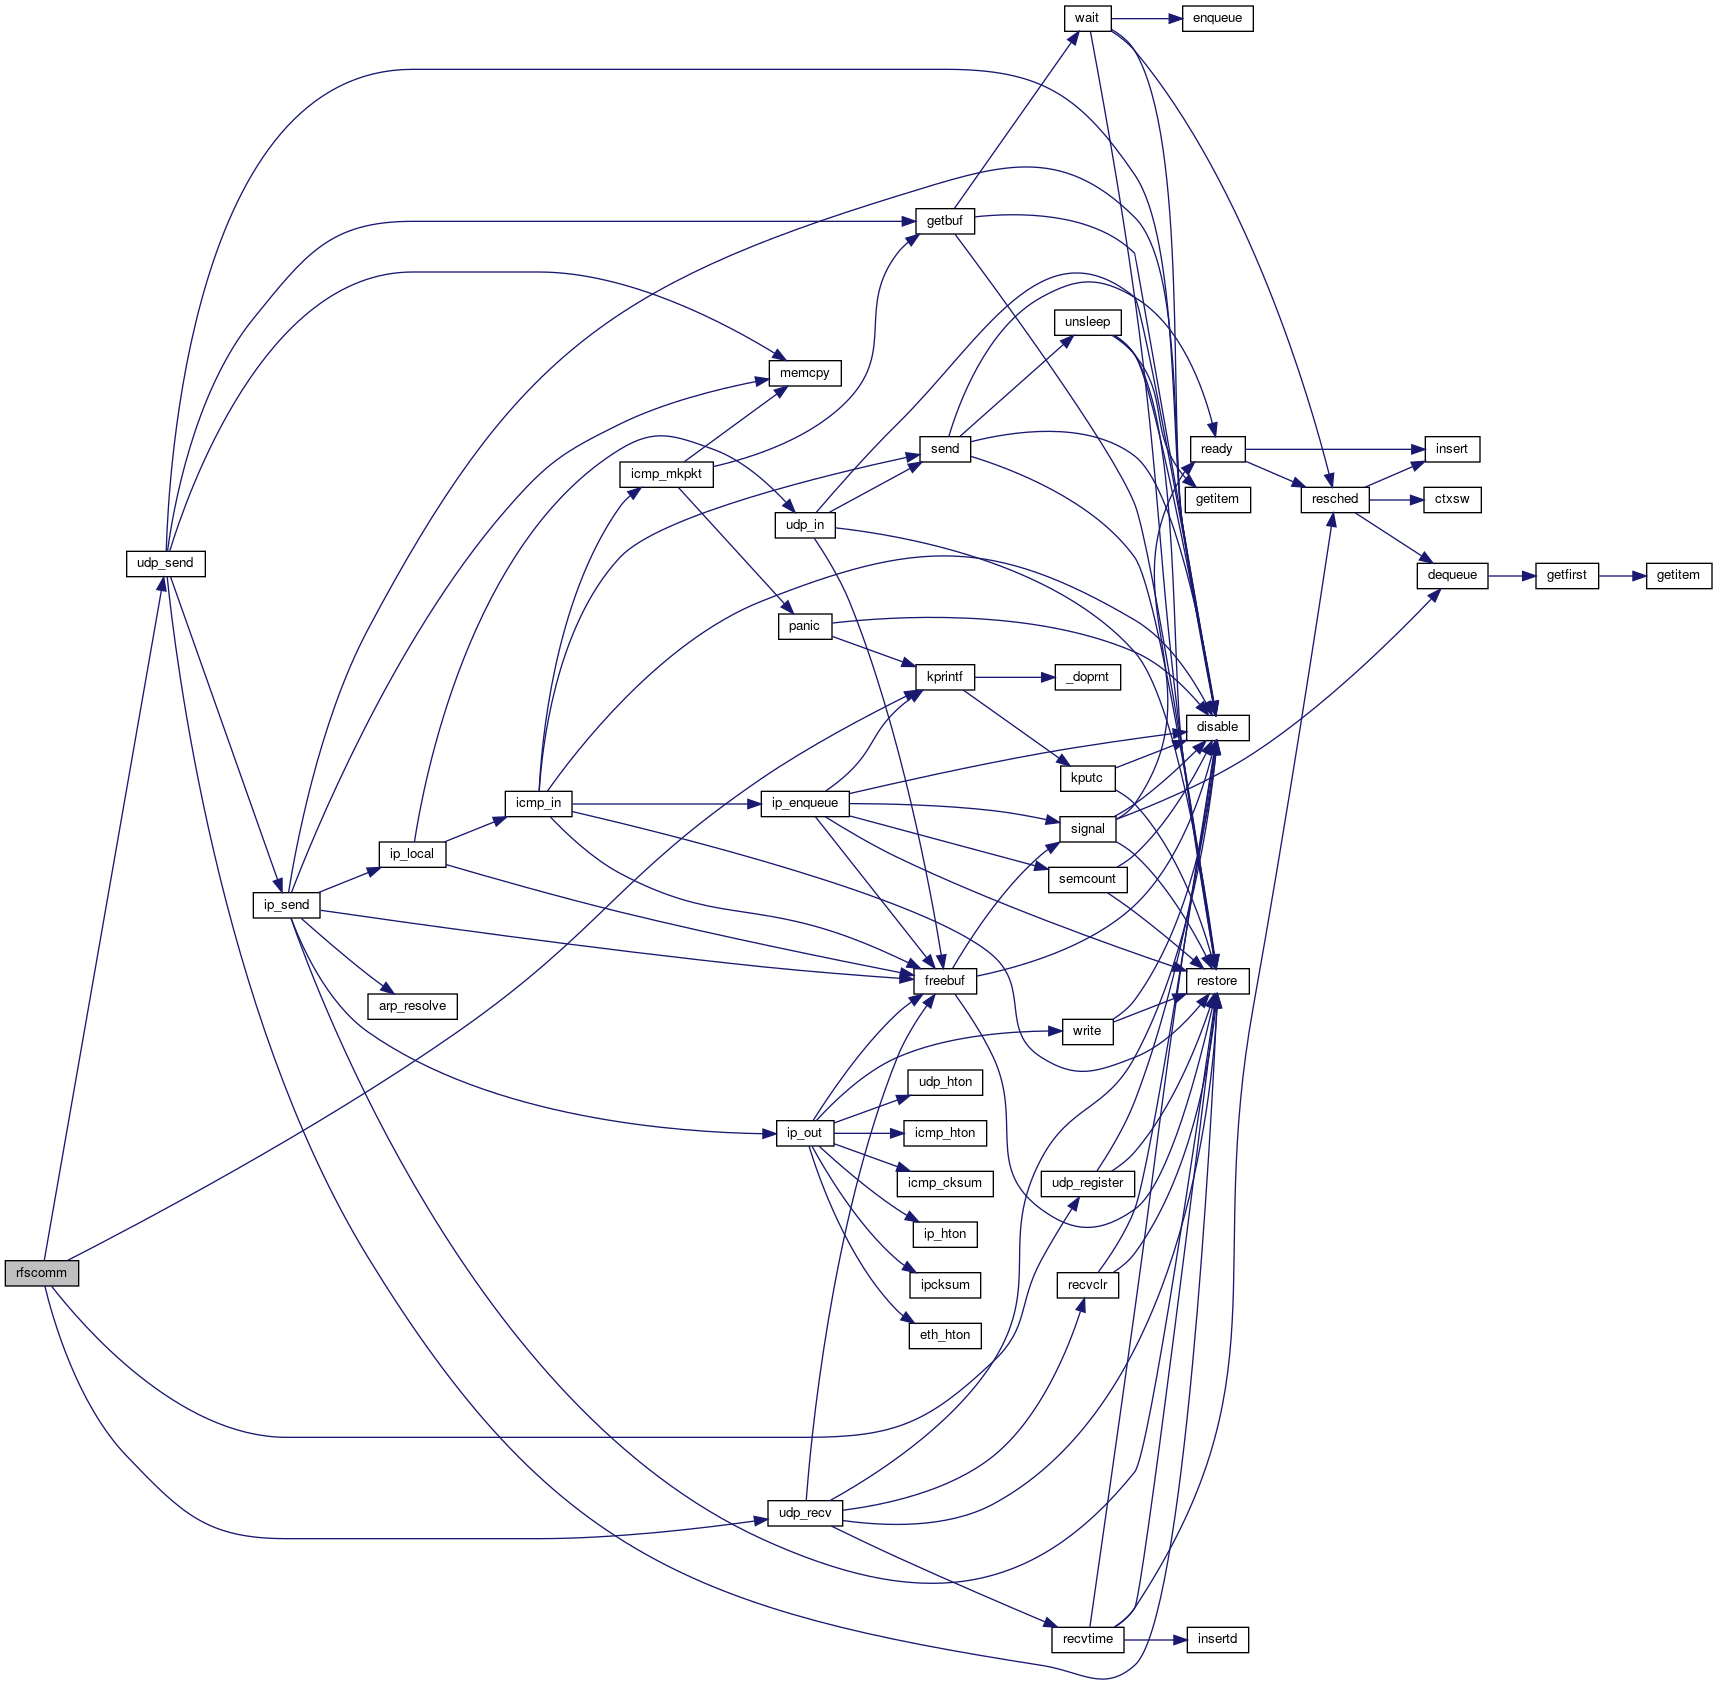 wait
enqueue
getbuf
unsleep
memcpy
send
ready
insert
icmp_mkpkt
getitem
resched
ctxsw
udp_in
udp_send
dequeue
getfirst
getitem
panic
kprintf
_doprnt
disable
kputc
icmp_in
ip_enqueue
signal
ip_local
semcount
ip_send
freebuf
restore
arp_resolve
write
udp_hton
ip_out
icmp_hton
icmp_cksum
udp_register
ip_hton
rfscomm
ipcksum
recvclr
eth_hton
udp_recv
recvtime
insertd